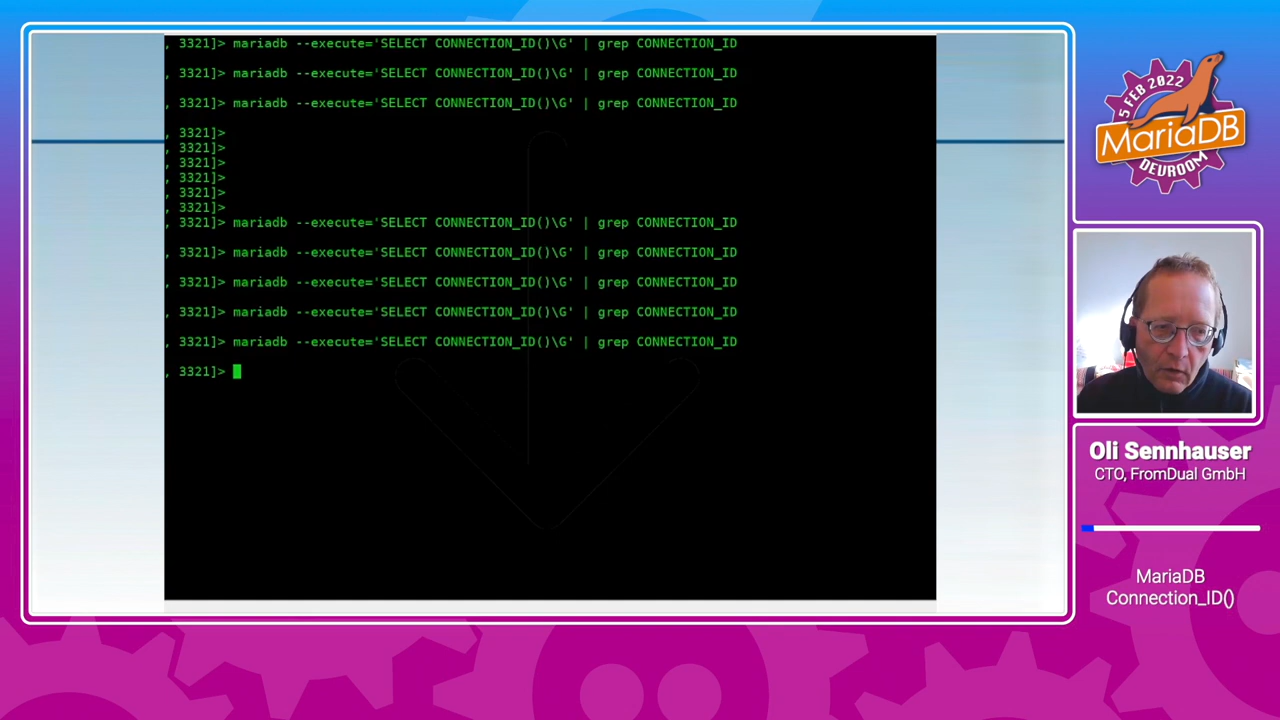 , 3321]> mariadb --execute='SELECT CONNECTION_ID()\G' | grep CONNECTION_ID
, 3321]> mariadb --execute='SELECT CONNECTION_ID()\G' | grep CONNECTION_ID
, 3321]> mariadb --execute='SELECT CONNECTION_ID()\G' | grep CONNECTION_ID
, 3321]>
, 3321]>
, 3321]>
, 3321]>
, 3321]>
, 3321]>
, 3321]> mariadb --execute='SELECT CONNECTION_ID()\G' | grep CONNECTION_ID
, 3321]> mariadb --execute='SELECT CONNECTION_ID()\G' | grep CONNECTION_ID
, 3321]> mariadb --execute='SELECT CONNECTION_ID()\G' | grep CONNECTION_ID
, 3321]> mariadb --execute='SELECT CONNECTION_ID()\G' | grep CONNECTION_ID
, 3321]> mariadb --execute='SELECT CONNECTION_ID()\G' | grep CONNECTION_ID
, 3321]>
5 FEB 2022
MariaDB
DEVROOM
Oli Sennhauser
CTO, FromDual GmbH
MariaDB
Connection_ID()